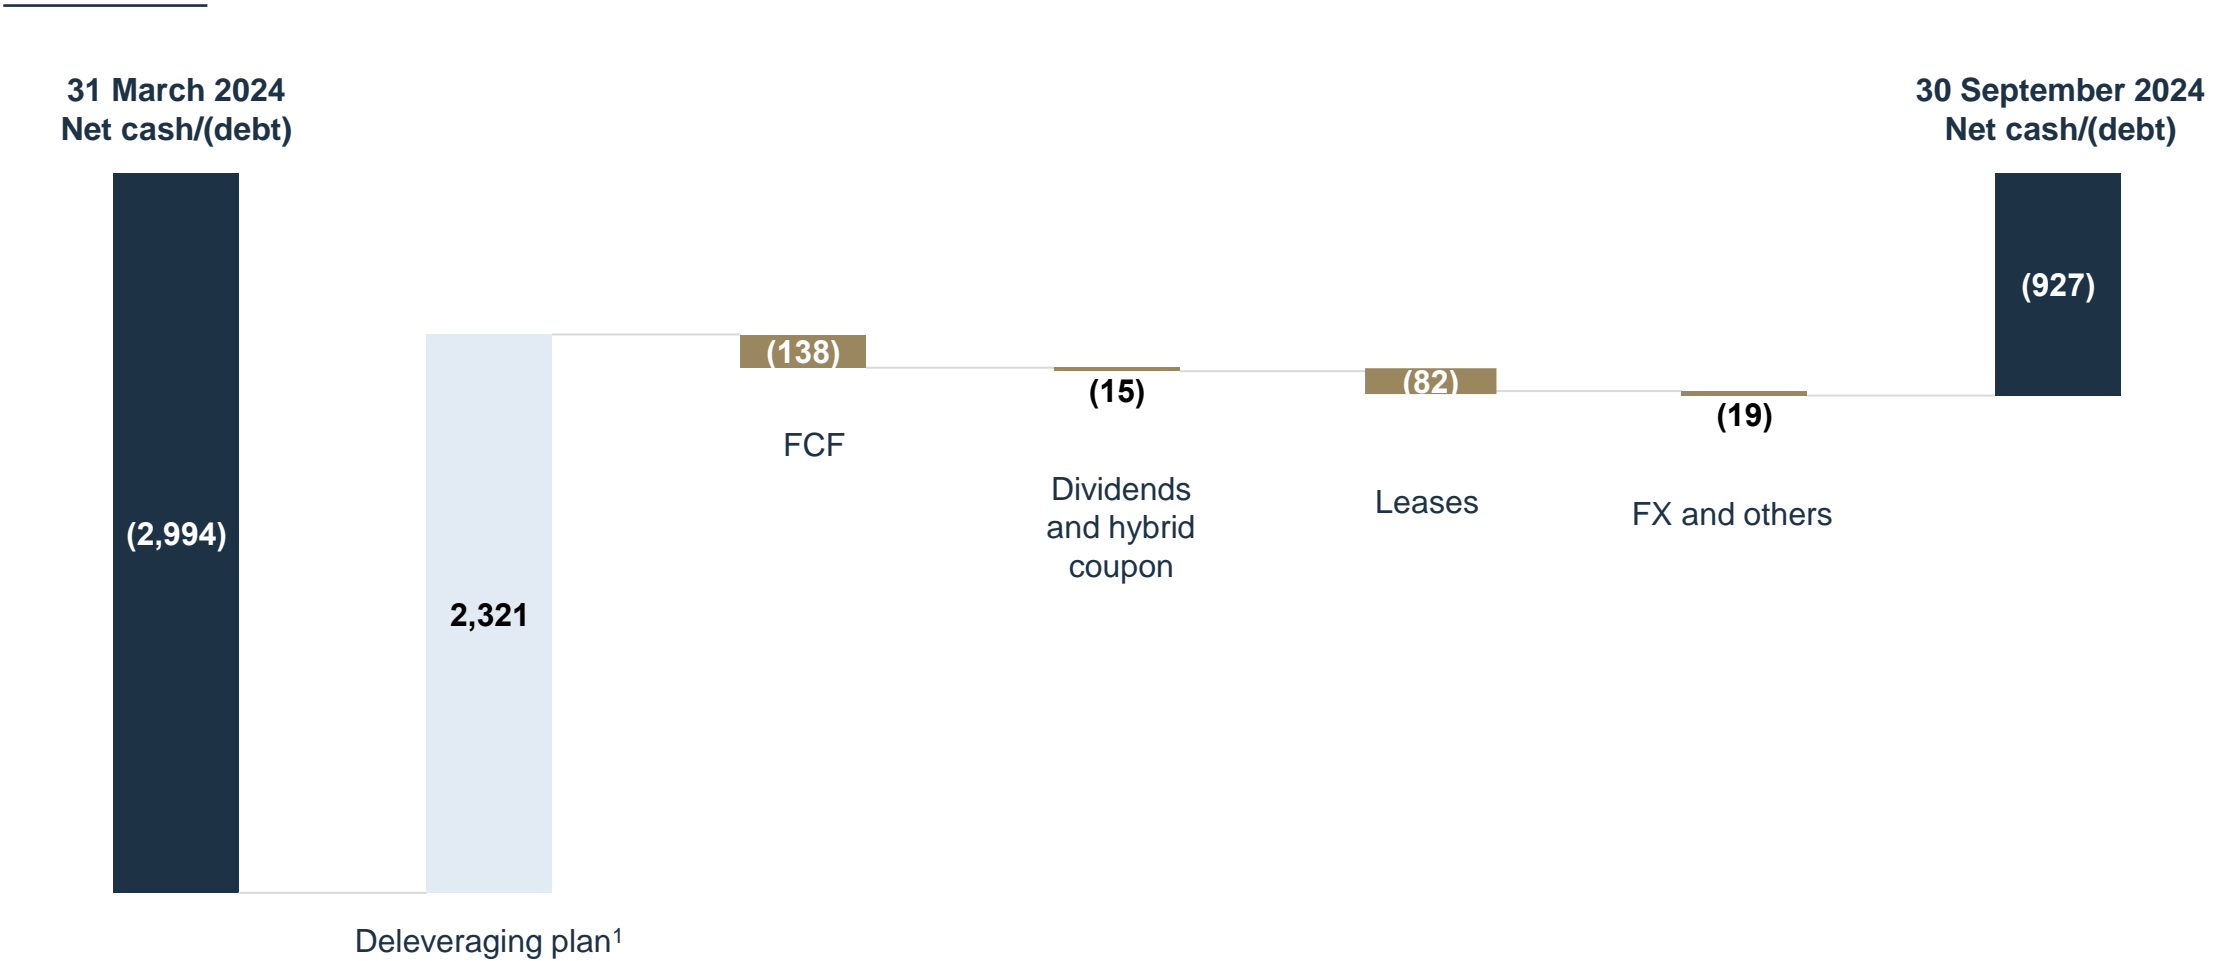 31 March 2024
Net cash/(debt)
30 September 2024
Net cash/(debt)
(2,994)
2,321
Deleveraging plan¹
(138)
FCF
(15)
Dividends
and hybrid
coupon
(82)
Leases
(19)
FX and others
(927)